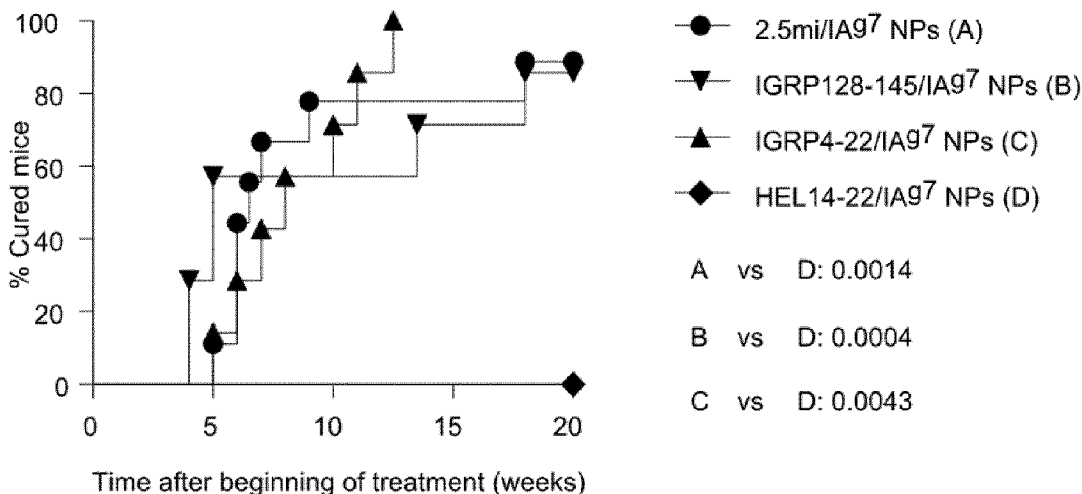 100
80
60
40
20
0
% Cured mice
0 5 10 15 20
Time after beginning of treatment (weeks)
2.5mi/IAg7 NPs (A)
IGRP128-145/IAg7 NPs (B)
IGRP4-22/IAg7 NPs (C)
HEL14-22/IAg7 NPs (D)
A vs D: 0.0014
B vs D: 0.0004
C vs D: 0.0043